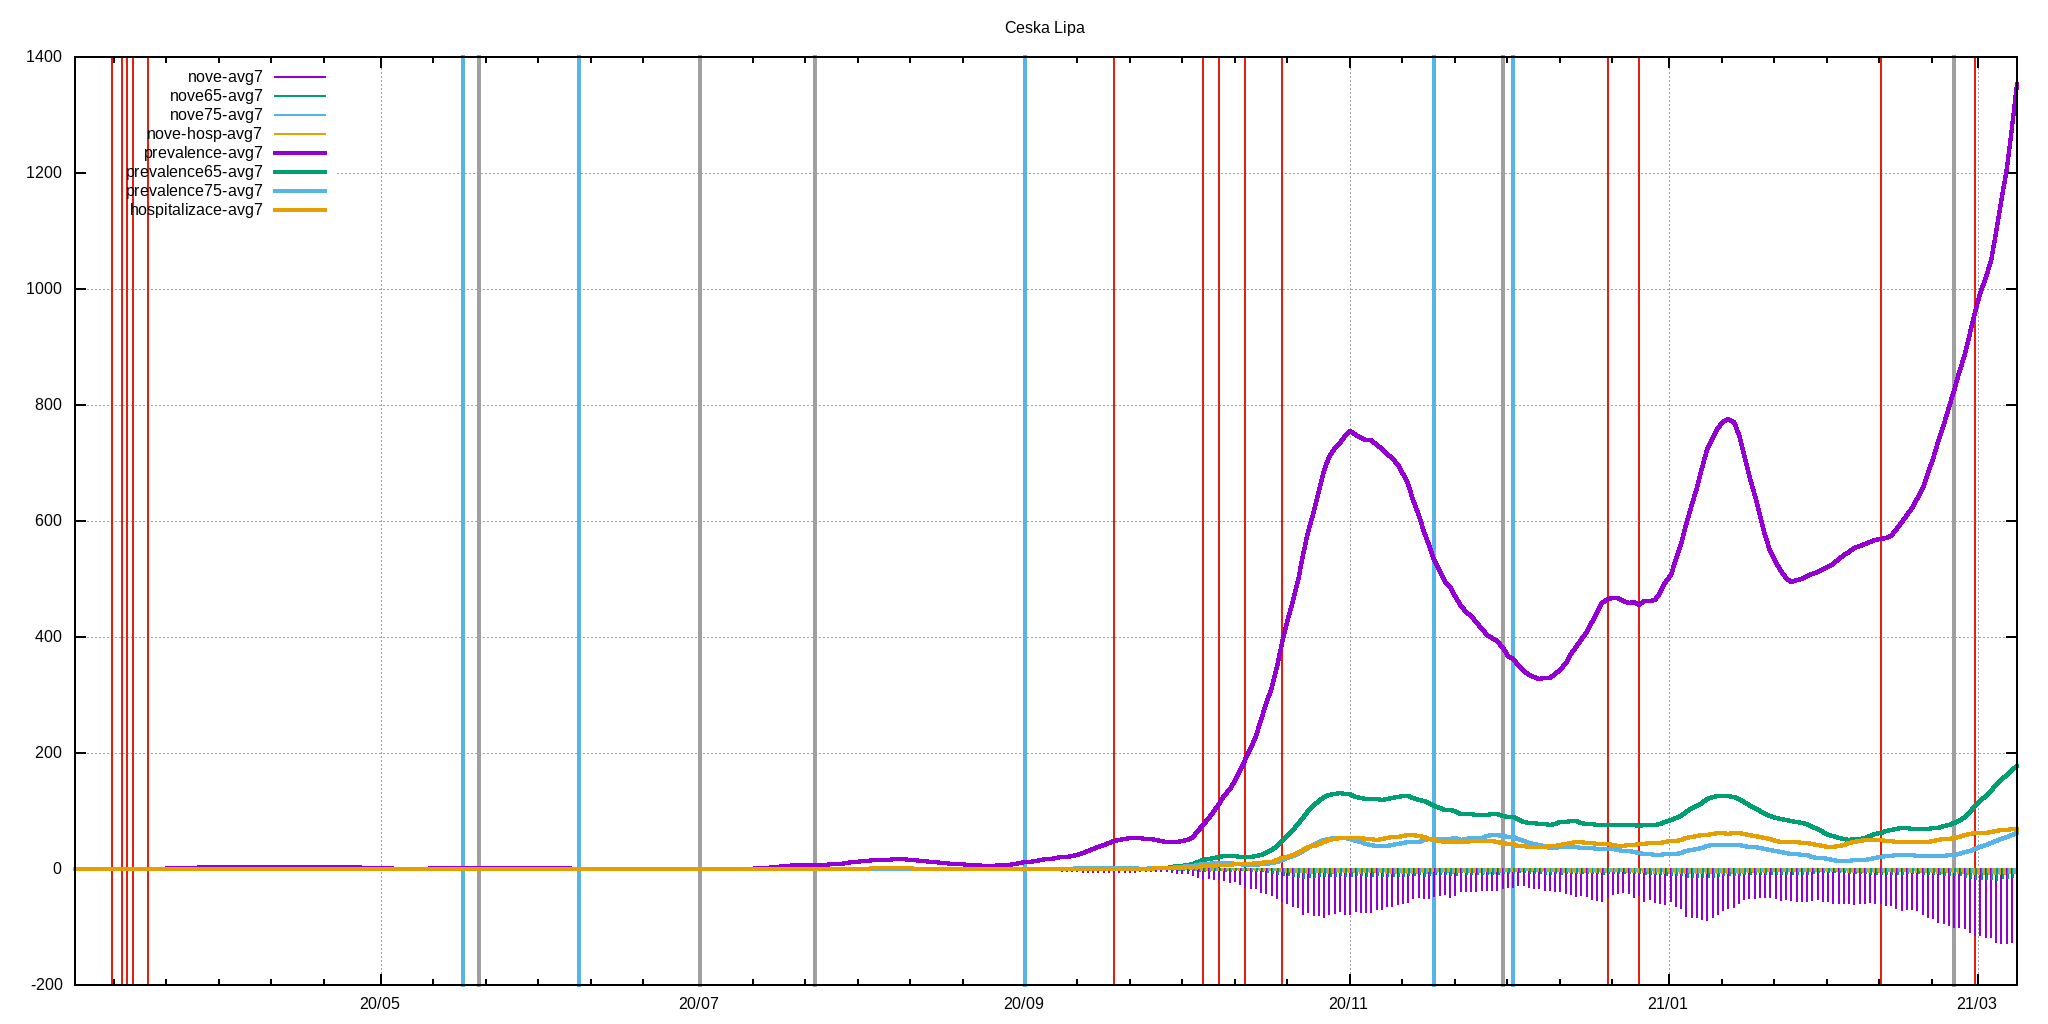 Ceska Lipa
1400
1200
1000
800
600
400
200
0
-200
nove-avg7
nove65-avg7
nove75-avg7
nove-hosp-avg7
prevalence-avg7
prevalence65-avg7
prevalence75-avg7
hospitalizace-avg7
20/05
20/07
20/09
20/11
21/01
21/03